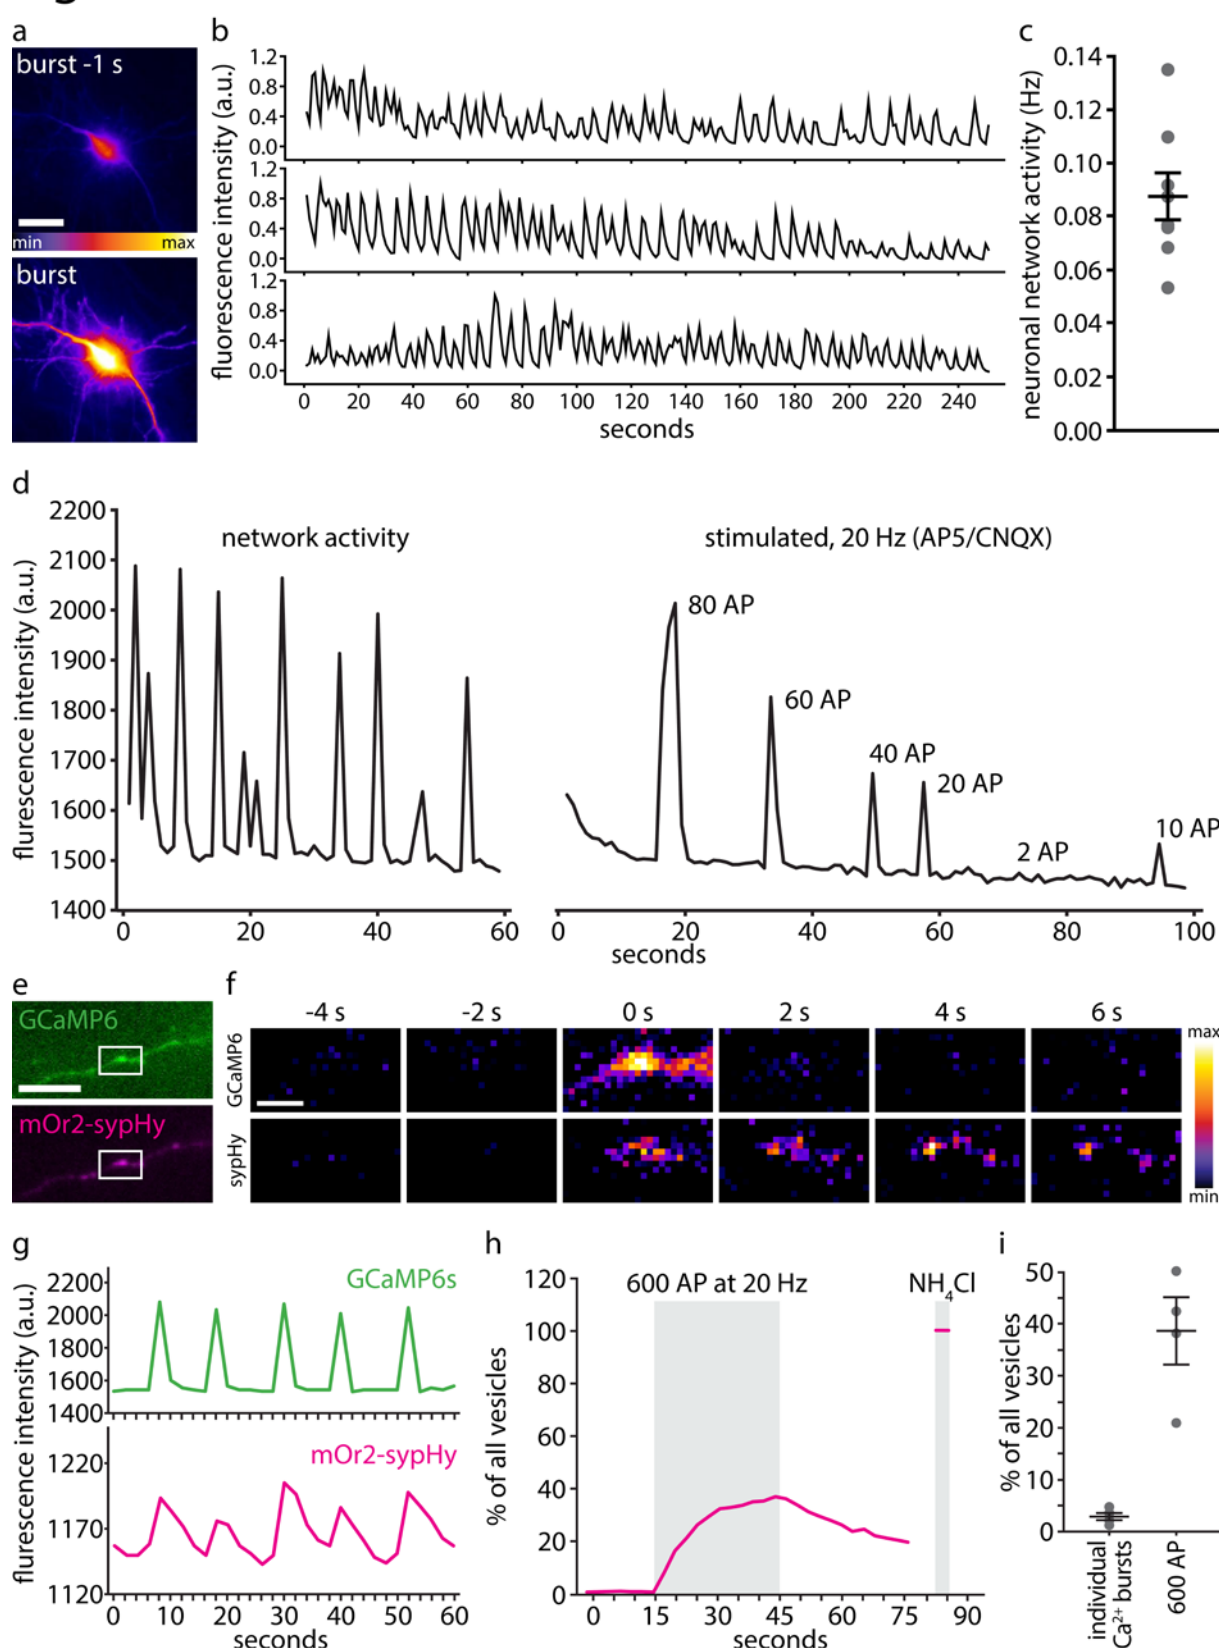 a
burst -1 s
min
max
burst
b
fluorescence intensity (a.u.)
1.2
0.8
0.4
0.0
1.2
0.8
0.4
0.0
1.2
0.8
0.4
0.0
0 20 40 60 80 100 120 140 160 180 200 220 240
seconds
c
neuronal network activity (Hz)
0.14
0.12
0.10
0.08
0.06
0.04
0.02
0.00
d
flurescence intensity (a.u.)
2200
2100
2000
1900
1800
1700
1600
1500
1400
network activity
0 20 40 60
stimulated, 20 Hz (AP5/CNQX)
80 AP
60 AP
40 AP
20 AP
2 AP
10 AP
0 20 40 60 80 100
seconds
e
GCaMP6
mOr2-sypHy
f
-4 s -2 s 0 s 2 s 4 s 6 s
GCaMP6
sypHy
max
min
g
flurescence intensity (a.u.)
GCaMP6s
2200
2000
1800
1600
1400
mOr2-sypHy
1220
1170
1120
0 10 20 30 40 50 60
seconds
h
% of all vesicles
600 AP at 20 Hz
NH4Cl
120
100
80
60
40
20
0
0 15 30 45 60 75 90
seconds
i
% of all vesicles
50
40
30
20
10
0
individual
Ca2+ bursts
600 AP